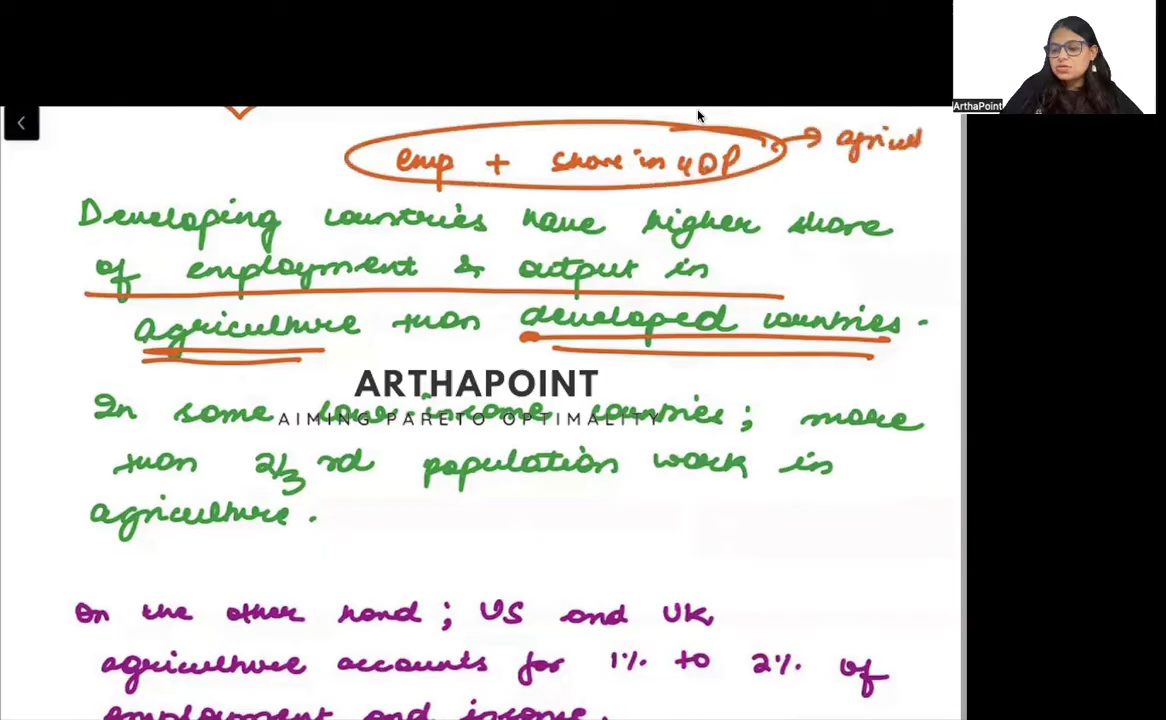 ArthaPoint
emp + share in GDP → agricul
Developing countries have higher share
of employment & output in
agriculture than developed countries.
ARTHAPOINT
AIMING PARETO OPTIMALITY
In some lower-income countries; more
than 2/3 rd population work in
agriculture.
On the other hand; US and UK,
agriculture accounts for 1% to 2% of
employment and income.